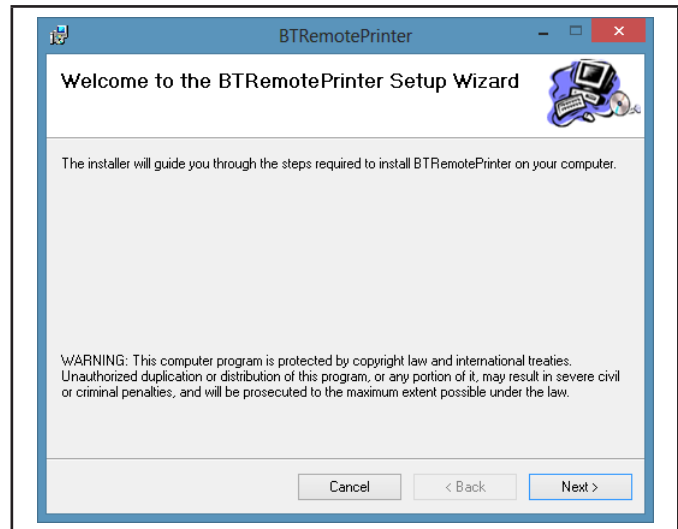 BTRemotePrinter
Welcome to the BTRemotePrinter Setup Wizard
The installer will guide you through the steps required to install BTRemotePrinter on your computer.
WARNING: This computer program is protected by copyright law and international treaties.
Unauthorized duplication or distribution of this program, or any portion of it, may result in severe civil
or criminal penalties, and will be prosecuted to the maximum extent possible under the law.
Cancel
< Back
Next >